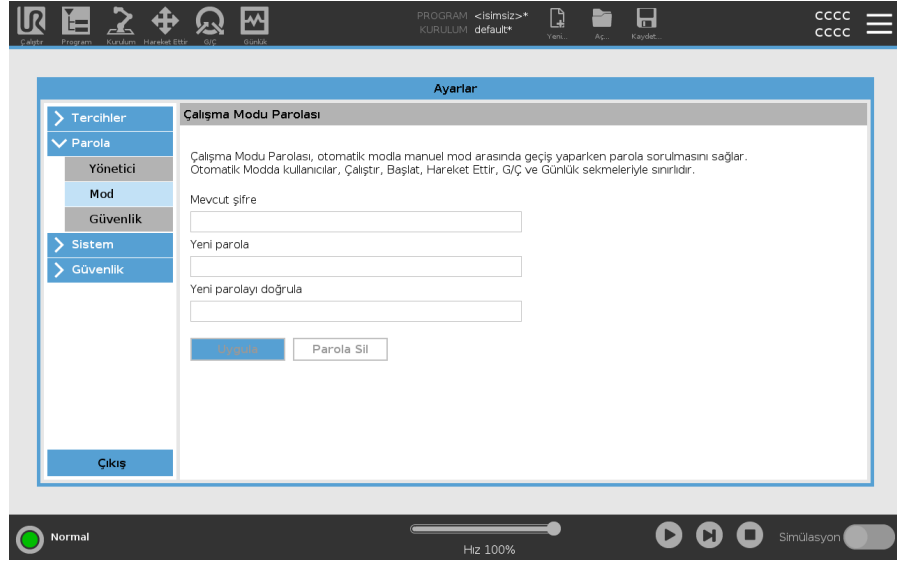 PROGRAM <isimsiz>*
KURULUM default*
Çalıştır
Program
Kurulum
Hareket Ettir
G/Ç
Günlük
Yeni...
Aç...
Kaydet...
cccc
cccc
Ayarlar
Tercihler
Parola
Yönetici
Mod
Güvenlik
Sistem
Güvenlik
Çıkış
Çalışma Modu Parolası
Çalışma Modu Parolası, otomatik modla manuel mod arasında geçiş yaparken parola sorulmasını sağlar.
Otomatik Modda kullanıcılar, Çalıştır, Başlat, Hareket Ettir, G/Ç ve Günlük sekmeleriyle sınırlıdır.
Mevcut şifre
Yeni parola
Yeni parolayı doğrula
Uygula
Parola Sil
Normal
Hız 100%
Simülasyon